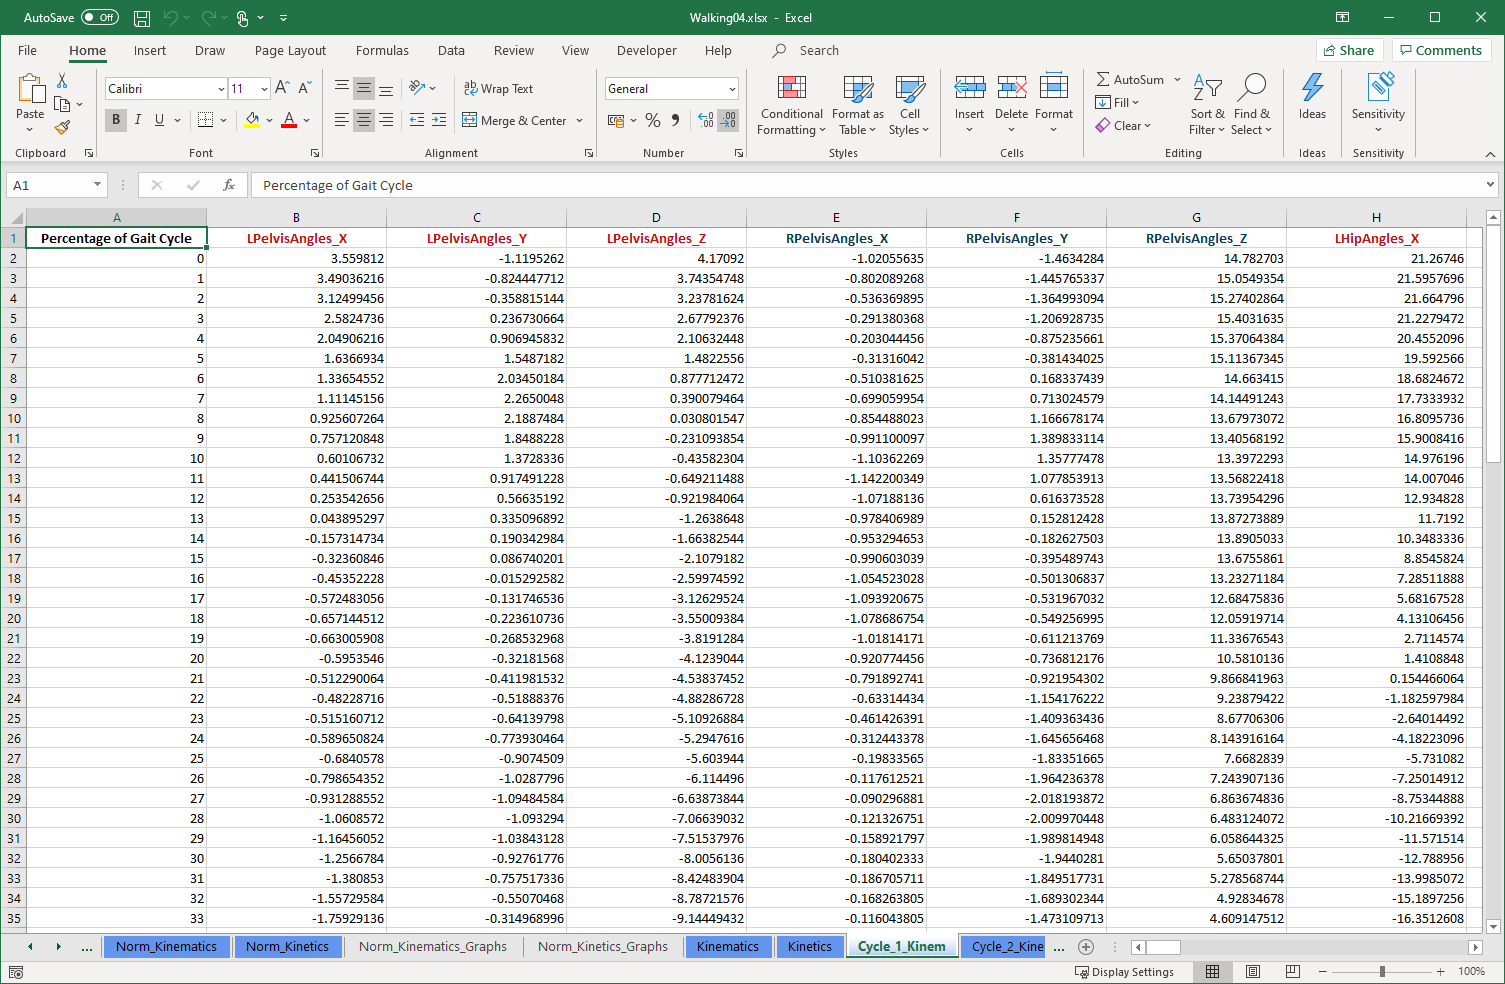 AutoSave Off Walking04.xlsx - Excel
File Home Insert Draw Page Layout Formulas Data Review View Developer Help Search Share Comments
Calibri 11 Wrap Text General AutoSum
Paste Conditional Format as Cell Insert Delete Format Fill Sort & Find & Ideas Sensitivity
B I U Merge & Center % Formatting Table Styles Clear Filter Select
Clipboard Font Alignment Number Styles Cells Editing Ideas Sensitivity
A1 fx Percentage of Gait Cycle
A B C D E F G H
1 Percentage of Gait Cycle LPelvisAngles_X LPelvisAngles_Y LPelvisAngles_Z RPelvisAngles_X RPelvisAngles_Y RPelvisAngles_Z LHipAngles_X
2 0 3.559812 -1.1195262 4.17092 -1.02055635 -1.4634284 14.782703 21.26746
3 1 3.49036216 -0.824447712 3.74354748 -0.802089268 -1.445765337 15.0549354 21.5957696
4 2 3.12499456 -0.358815144 3.23781624 -0.536369895 -1.364993094 15.27402864 21.664796
5 3 2.5824736 0.236730664 2.67792376 -0.291380368 -1.206928735 15.4031635 21.2279472
6 4 2.04906216 0.906945832 2.10632448 -0.203044456 -0.875235661 15.37064384 20.4552096
7 5 1.6366934 1.5487182 1.4822556 -0.31316042 -0.381434025 15.11367345 19.592566
8 6 1.33654552 2.03450184 0.877712472 -0.510381625 0.168337439 14.663415 18.6824672
9 7 1.11145156 2.2650048 0.390079464 -0.699059954 0.713024579 14.14491243 17.7333932
10 8 0.925607264 2.1887484 0.030801547 -0.854488023 1.166678174 13.67973072 16.8095736
11 9 0.757120848 1.8488228 -0.231093854 -0.991100097 1.389833114 13.40568192 15.9008416
12 10 0.60106732 1.3728336 -0.43582304 -1.10362269 1.35777478 13.3972293 14.976196
13 11 0.441506744 0.917491228 -0.649211488 -1.142200349 1.077853913 13.56822418 14.007046
14 12 0.253542656 0.56635192 -0.921984064 -1.07188136 0.616373528 13.73954296 12.934828
15 13 0.043895297 0.335096892 -1.2638648 -0.978406989 0.152812428 13.87273889 11.7192
16 14 -0.157314734 0.190342984 -1.66382544 -0.953294653 -0.182627503 13.8905033 10.3483336
17 15 -0.32360846 0.086740201 -2.1079182 -0.990603039 -0.395489743 13.6755861 8.8545824
18 16 -0.45352228 -0.015292582 -2.59974592 -1.054523028 -0.501306837 13.23271184 7.28511888
19 17 -0.572483056 -0.131746536 -3.12629524 -1.093920675 -0.531967032 12.68475836 5.68167528
20 18 -0.657144512 -0.223610736 -3.55009384 -1.078686754 -0.549256995 12.05919714 4.13106456
21 19 -0.663005908 -0.268532968 -3.8191284 -1.01814171 -0.611213769 11.33676543 2.7114574
22 20 -0.5953546 -0.32181568 -4.1239044 -0.920774456 -0.736812176 10.5810136 1.4108848
23 21 -0.512290064 -0.411981532 -4.53837452 -0.791892741 -0.921954302 9.866841963 0.154466064
24 22 -0.48228716 -0.51888376 -4.88286728 -0.63314434 -1.154176222 9.23879422 -1.182597984
25 23 -0.515160712 -0.64139798 -5.10926884 -0.461426391 -1.409363436 8.67706306 -2.64014492
26 24 -0.589650824 -0.773930464 -5.2947616 -0.312443378 -1.645656468 8.143916164 -4.18223096
27 25 -0.6840578 -0.9074509 -5.603944 -0.19833565 -1.83351665 7.6682839 -5.731082
28 26 -0.798654352 -1.0287796 -6.114496 -0.117612521 -1.964236378 7.243907136 -7.25014912
29 27 -0.931288552 -1.09484584 -6.63873844 -0.090296881 -2.018193872 6.863674836 -8.75344888
30 28 -1.0608572 -1.093294 -7.06639032 -0.121326751 -2.009970448 6.483124072 -10.21669392
31 29 -1.16456052 -1.03843128 -7.51537976 -0.158921797 -1.989814948 6.058644325 -11.571514
32 30 -1.2566784 -0.92761776 -8.0056136 -0.180402333 -1.9440281 5.65037801 -12.788956
33 31 -1.380853 -0.757517336 -8.42483904 -0.186705711 -1.849517731 5.278568744 -13.9985072
34 32 -1.55729584 -0.55070468 -8.78721576 -0.168263805 -1.689302344 4.92834678 -15.1897256
35 33 -1.75929136 -0.314968996 -9.14449432 -0.116043805 -1.473109713 4.609147512 -16.3512608
... Norm_Kinematics Norm_Kinetics Norm_Kinematics_Graphs Norm_Kinetics_Graphs Kinematics Kinetics Cycle_1_Kinem Cycle_2_Kine ...
Display Settings 100%